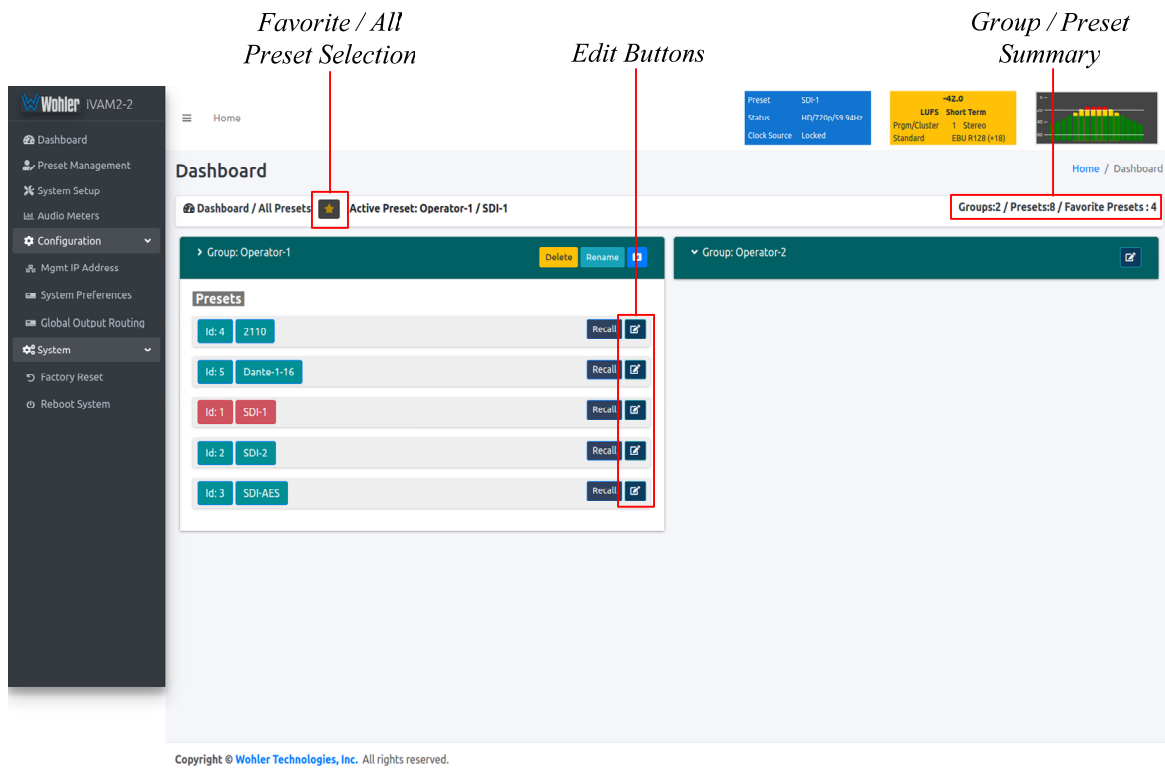 Favorite / All
Preset Selection
Edit Buttons
Group / Preset
Summary
Wohler iVAM2-2
Dashboard
Preset Management
System Setup
Audio Meters
Configuration
Mgmt IP Address
System Preferences
Global Output Routing
System
Factory Reset
Reboot System
Home
Preset SDI-1
Status HD/720p/59.94Hz
Clock Source Locked
-42.0
LUFS Short Term
Prgm/Cluster 1 Stereo
Standard EBU R128 (+18)
Dashboard
Home / Dashboard
Dashboard / All Presets Active Preset: Operator-1 / SDI-1
Groups:2 / Presets:8 / Favorite Presets : 4
Group: Operator-1 Delete Rename
Presets
Id: 4 2110 Recall
Id: 5 Dante-1-16 Recall
Id: 1 SDI-1 Recall
Id: 2 SDI-2 Recall
Id: 3 SDI-AES Recall
Group: Operator-2
Copyright © Wohler Technologies, Inc. All rights reserved.